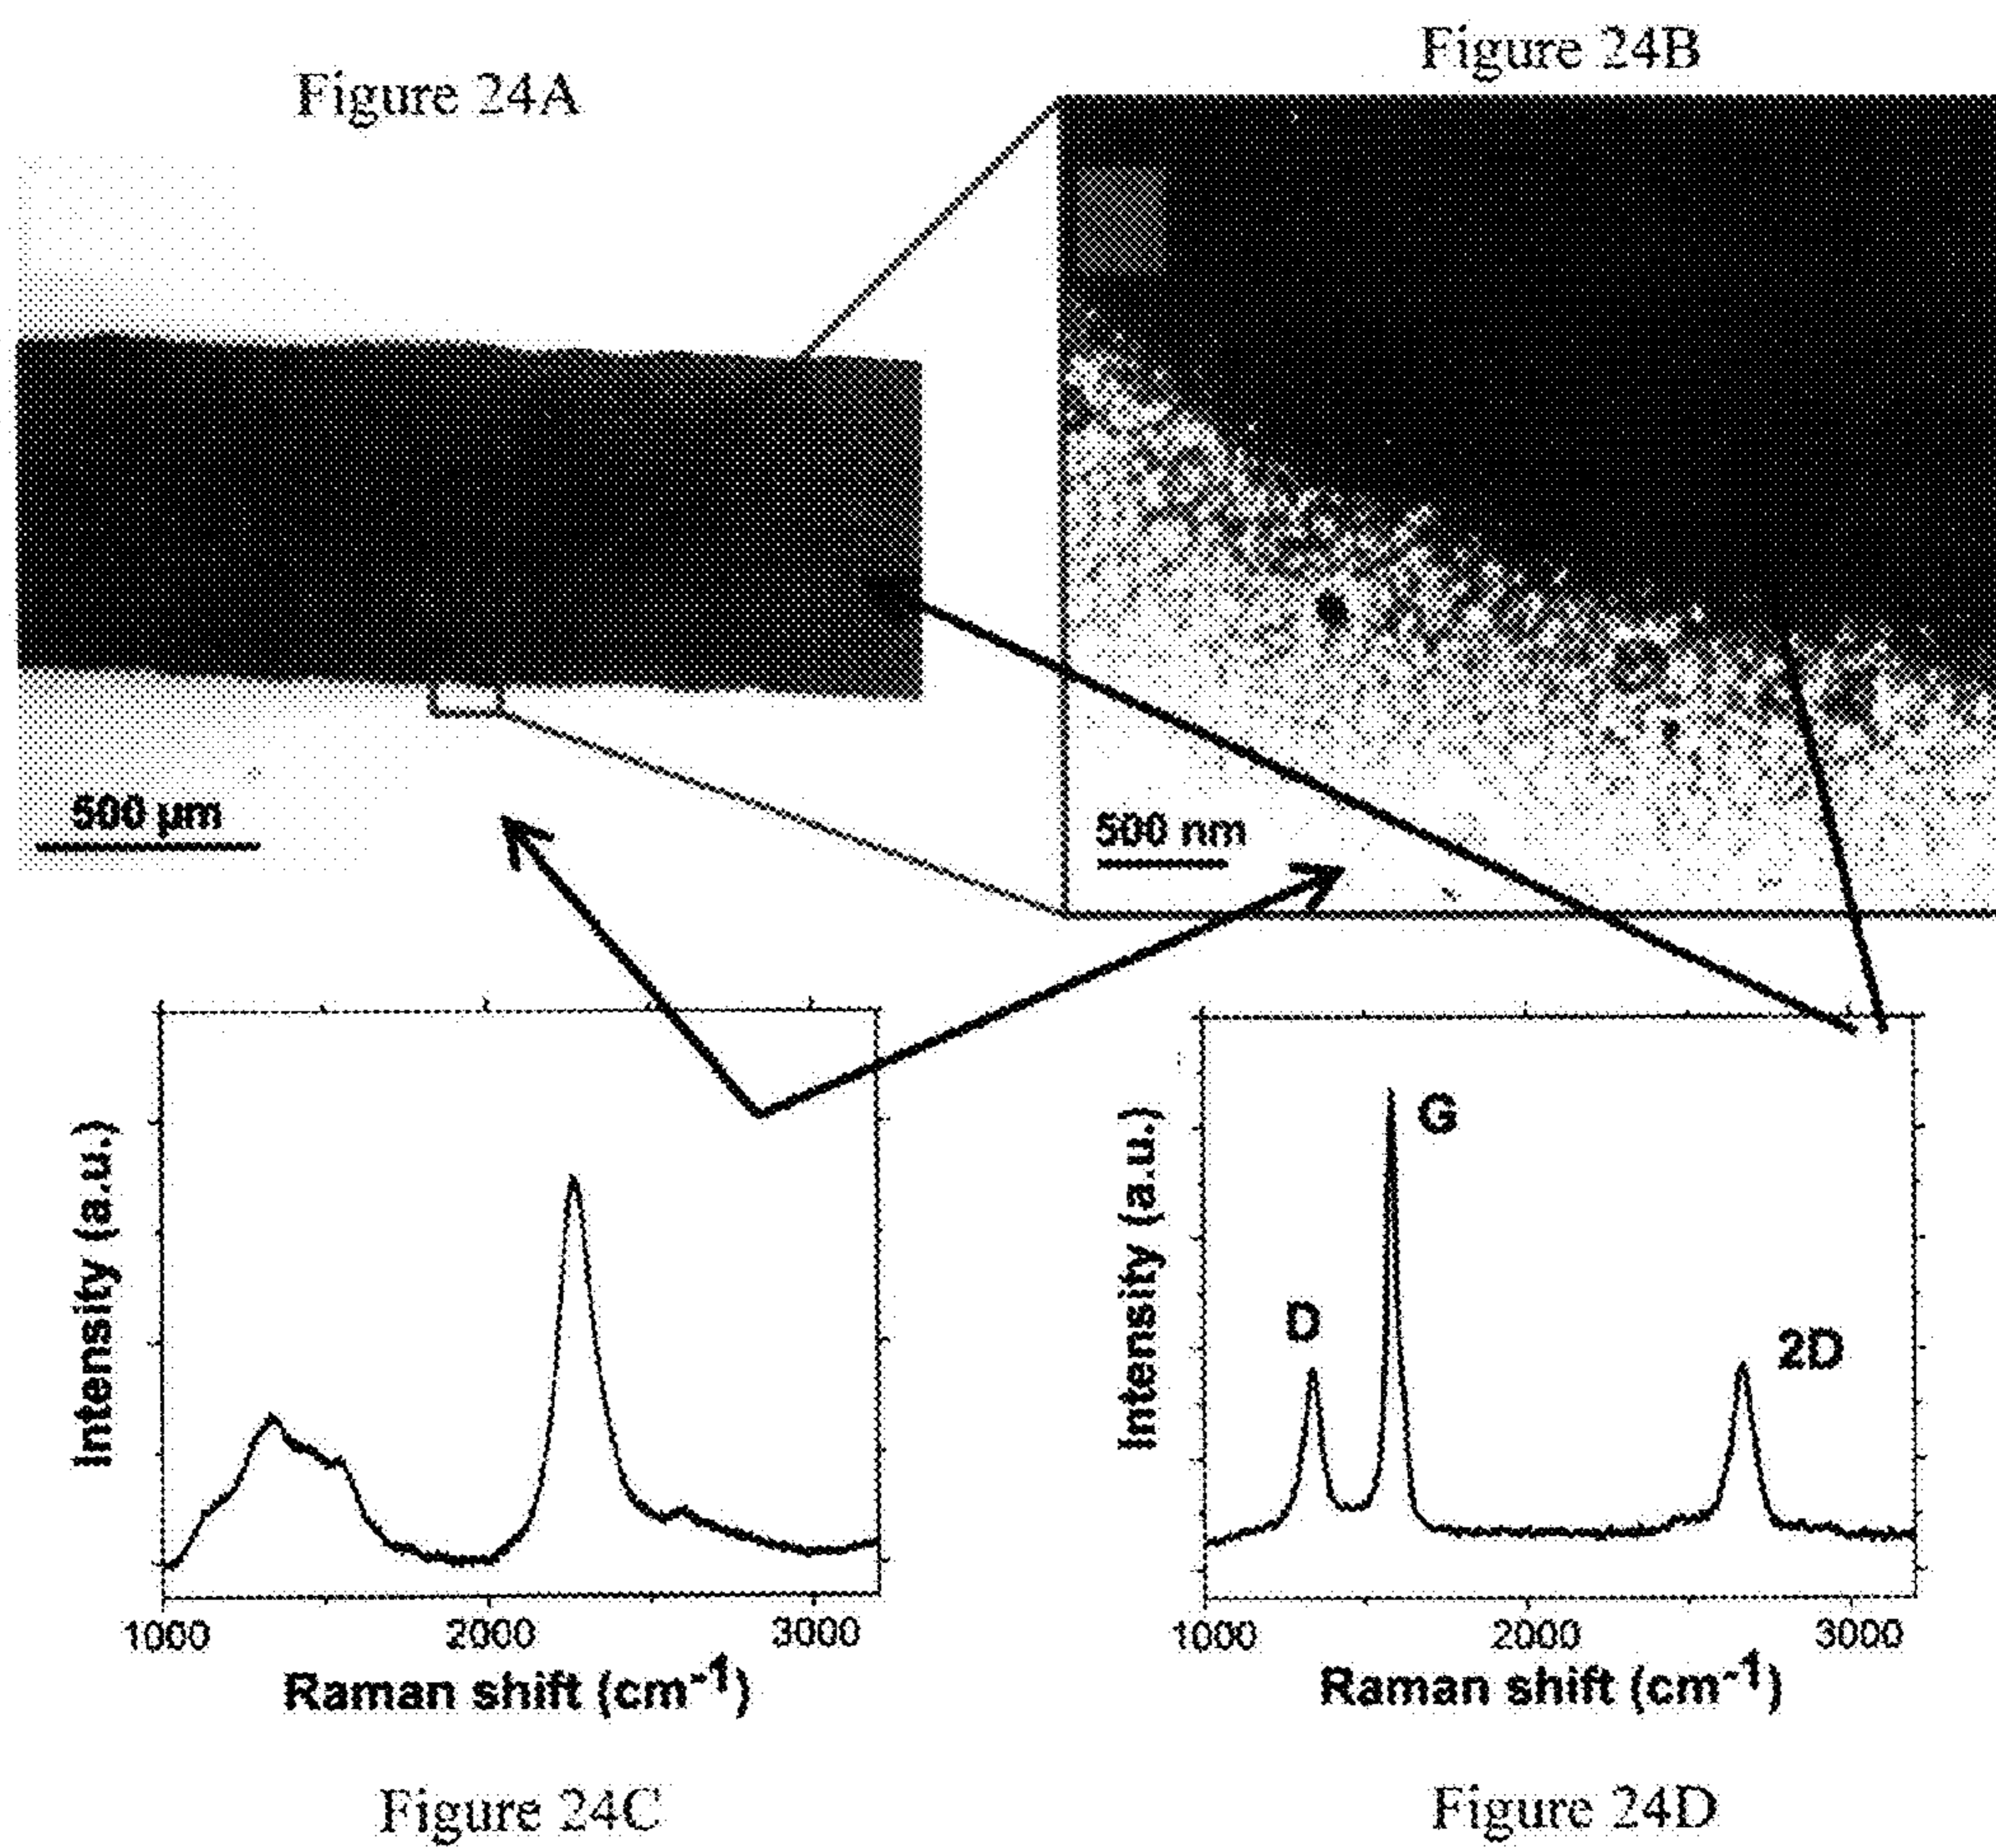 Figure 24A
Figure 24B
500 µm
500 nm
Intensity (a.u.)
1000
2000
3000
Raman shift (cm-1)
Intensity (a.u.)
D
G
2D
1000
2000
3000
Raman shift (cm-1)
Figure 24C
Figure 24D